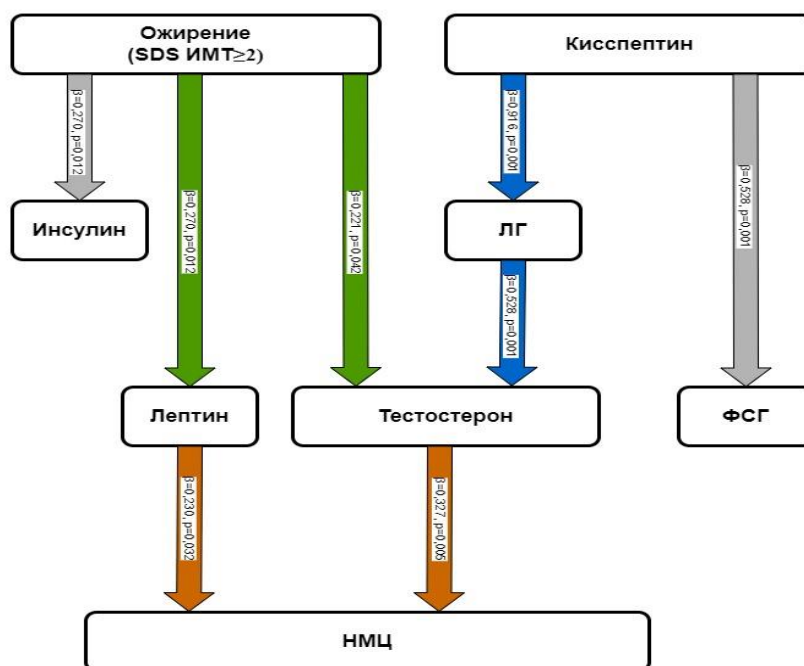 Ожирение
(SDS ИМТ≥2)
Кисспептин
β=0,270, p=0,012
β=0,270, p=0,012
β=0,221, p=0,042
β=0,916, p=0,001
β=0,528, p=0,001
Инсулин
ЛГ
β=0,528, p=0,001
Лептин
Тестостерон
ФСГ
β=0,230, p=0,032
β=0,327, p=0,005
НМЦ